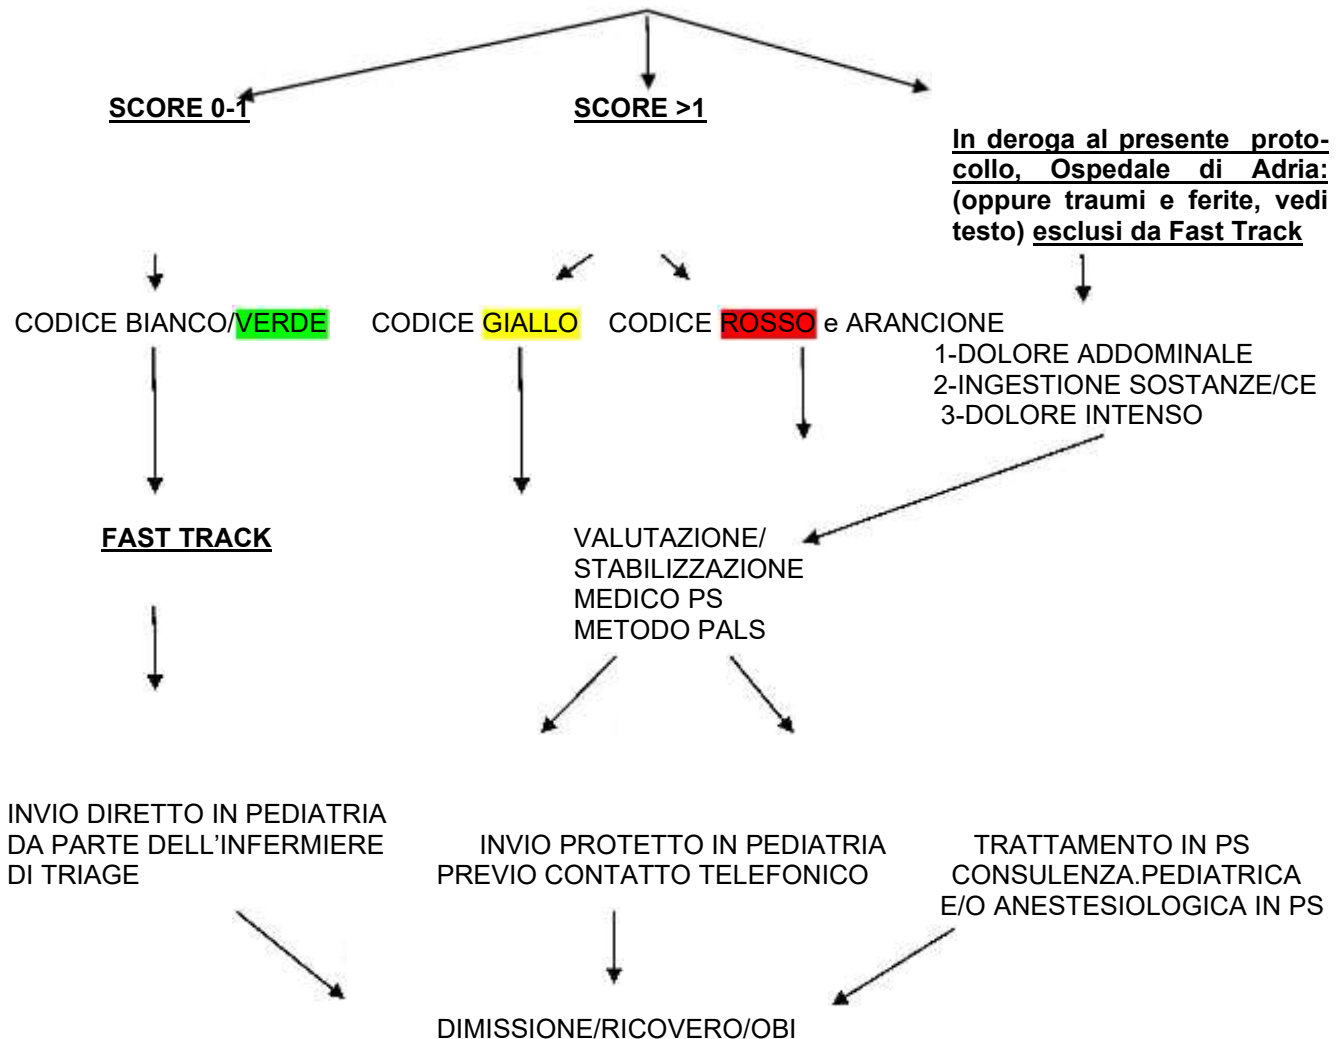 SCORE 0-1
SCORE >1
In deroga al presente proto-
collo, Ospedale di Adria:
(oppure traumi e ferite, vedi
testo) esclusi da Fast Track
CODICE BIANCO/VERDE
CODICE GIALLO
CODICE ROSSO e ARANCIONE
1-DOLORE ADDOMINALE
2-INGESTIONE SOSTANZE/CE
3-DOLORE INTENSO
FAST TRACK
VALUTAZIONE/
STABILIZZAZIONE
MEDICO PS
METODO PALS
INVIO DIRETTO IN PEDIATRIA
DA PARTE DELL'INFERMIERE
DI TRIAGE
INVIO PROTETTO IN PEDIATRIA
PREVIO CONTATTO TELEFONICO
TRATTAMENTO IN PS
CONSULENZA.PEDIATRICA
E/O ANESTESIOLOGICA IN PS
DIMISSIONE/RICOVERO/OBI